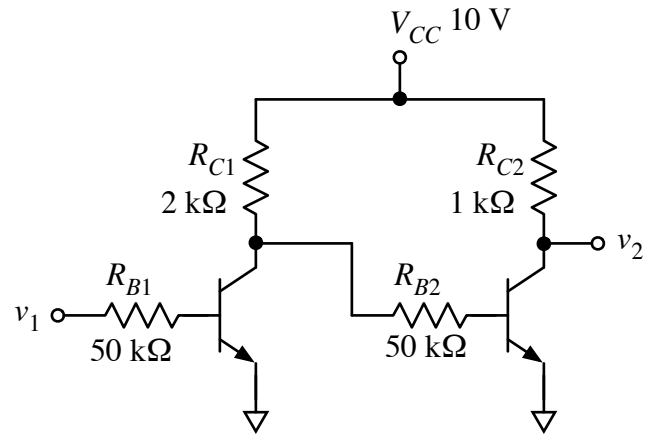 V_CC 10 V
R_C1
2 kΩ
R_C2
1 kΩ
v_2
R_B1
50 kΩ
v_1
R_B2
50 kΩ